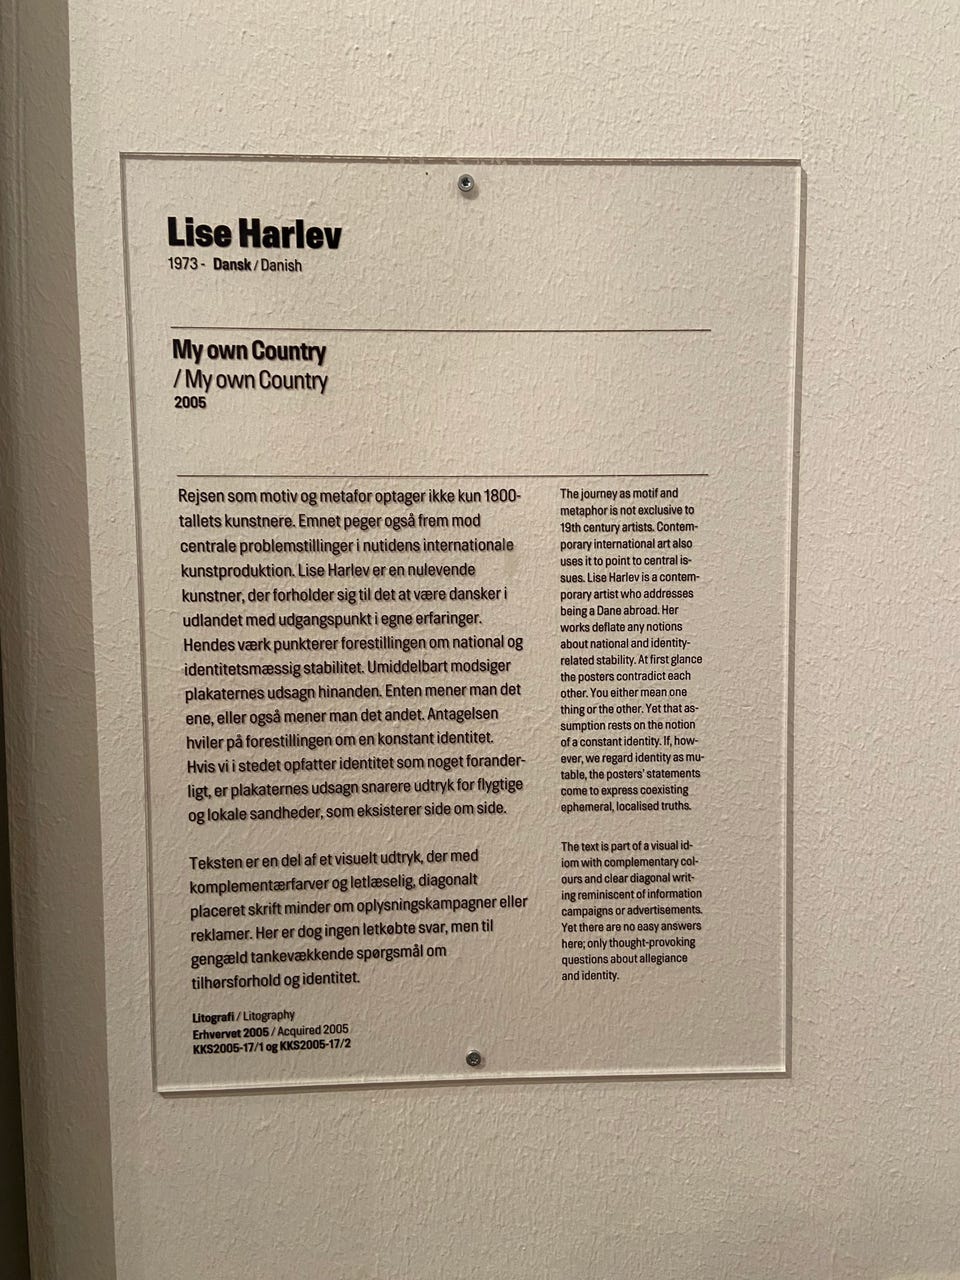 Lise Harlev
1973 - Dansk / Danish
My own Country
/ My own Country
2005
Rejsen som motiv og metafor optager ikke kun 1800-
tallets kunstnere. Emnet peger også frem mod
centrale problemstillinger i nutidens internationale
kunstproduktion. Lise Harlev er en nulevende
kunstner, der forholder sig til det at være dansker i
udlandet med udgangspunkt i egne erfaringer.
Hendes værk punkterer forestillingen om national og
identitetsmæssig stabilitet. Umiddelbart modsiger
plakaternes udsagn hinanden. Enten mener man det
ene, eller også mener man det andet. Antagelsen
hviler på forestillingen om en konstant identitet.
Hvis vi i stedet opfatter identitet som noget forander-
ligt, er plakaternes udsagn snarere udtryk for flygtige
og lokale sandheder, som eksisterer side om side.
Teksten er en del af et visuelt udtryk, der med
komplementærfarver og letlæselig, diagonalt
placeret skrift minder om oplysningskampagner eller
reklamer. Her er dog ingen letkøbte svar, men til
gengæld tankevækkende spørgsmål om
tilhørsforhold og identitet.
The journey as motif and
metaphor is not exclusive to
19th century artists. Contem-
porary international art also
uses it to point to central is-
sues. Lise Harlev is a contem-
porary artist who addresses
being a Dane abroad. Her
works deflate any notions
about national and identity-
related stability. At first glance
the posters contradict each
other. You either mean one
thing or the other. Yet that as-
sumption rests on the notion
of a constant identity. If, how-
ever, we regard identity as mu-
table, the posters' statements
come to express coexisting
ephemeral, localised truths.
The text is part of a visual id-
iom with complementary col-
ours and clear diagonal writ-
ing reminiscent of information
campaigns or advertisements.
Yet there are no easy answers
here; only thought-provoking
questions about allegiance
and identity.
Litografi / Litography
Erhvervet 2005 / Acquired 2005
KKS2005-17/1 og KKS2005-17/2